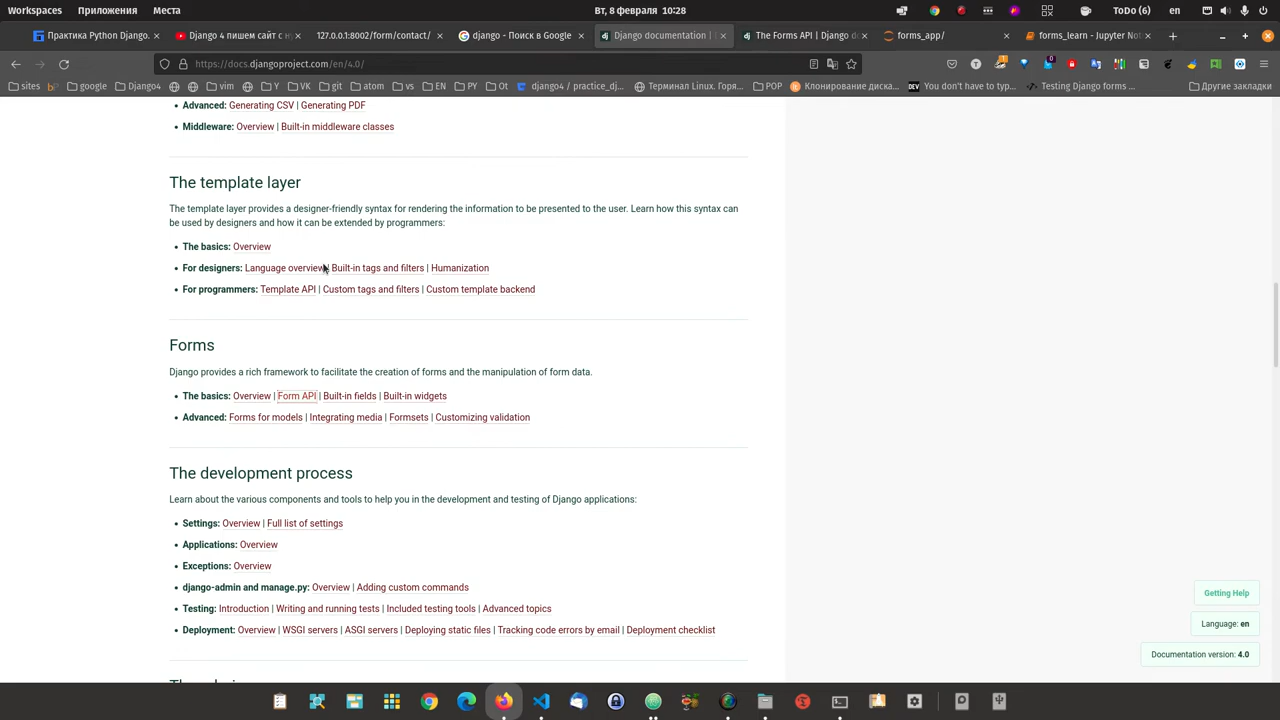 Workspaces Приложения Места Вт, 8 февраля 10:28 ToDo (6) en
Практика Python Django. Django 4 пишем сайт с н 127.0.0.1:8002/form/contact/ django - Поиск в Google Django documentation | The Forms API | Django do forms_app/ forms_learn - Jupyter Not
https://docs.djangoproject.com/en/4.0/
sites google Django4 vim Y VK git atom vs EN PY django / practice_dj... Терминал Linux. Горя... POP Клонирование диска... You don't have to typ... Testing Django forms ... Другие закладки
Advanced: Generating CSV | Generating PDF
Middleware: Overview | Built-in middleware classes
The template layer
The template layer provides a designer-friendly syntax for rendering the information to be presented to the user. Learn how this syntax can
be used by designers and how it can be extended by programmers:
The basics: Overview
For designers: Language overview | Built-in tags and filters | Humanization
For programmers: Template API | Custom tags and filters | Custom template backend
Forms
Django provides a rich framework to facilitate the creation of forms and the manipulation of form data.
The basics: Overview | Form API | Built-in fields | Built-in widgets
Advanced: Forms for models | Integrating media | Formsets | Customizing validation
The development process
Learn about the various components and tools to help you in the development and testing of Django applications:
Settings: Overview | Full list of settings
Applications: Overview
Exceptions: Overview
django-admin and manage.py: Overview | Adding custom commands
Testing: Introduction | Writing and running tests | Included testing tools | Advanced topics
Deployment: Overview | WSGI servers | ASGI servers | Deploying static files | Tracking code errors by email | Deployment checklist
Getting Help
Language: en
Documentation version: 4.0